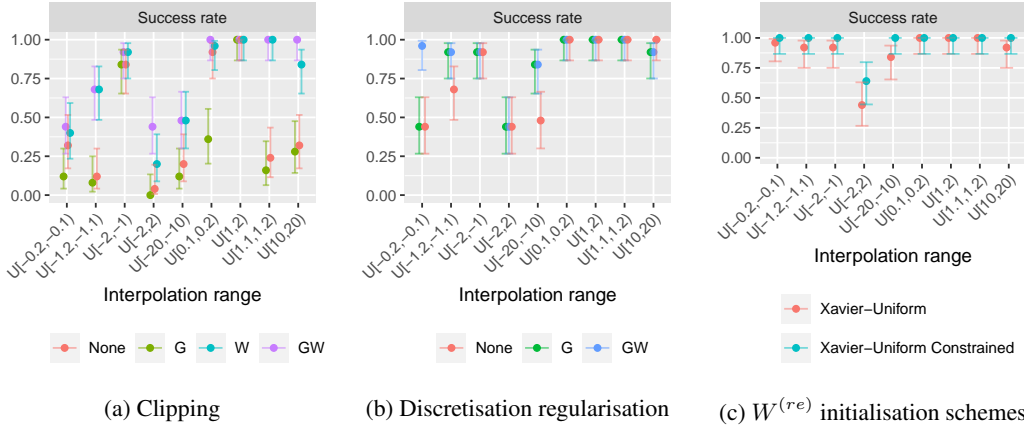 Success rate
1.00
0.75
0.50
0.25
0.00
U[−0.2,−0.1)
U[−1.2,−1.1)
U[−2,−1)
U[−2,2)
U[−20,−10)
U[0.1,0.2)
U[1,2)
U[1.1,1.2)
U[10,20)
Interpolation range
None
G
W
GW
(a) Clipping
Success rate
1.00
0.75
0.50
0.25
0.00
U[−0.2,−0.1)
U[−1.2,−1.1)
U[−2,−1)
U[−2,2)
U[−20,−10)
U[0.1,0.2)
U[1,2)
U[1.1,1.2)
U[10,20)
Interpolation range
None
G
GW
(b) Discretisation regularisation
Success rate
1.00
0.75
0.50
0.25
0.00
U[−0.2,−0.1)
U[−1.2,−1.1)
U[−2,−1)
U[−2,2)
U[−20,−10)
U[0.1,0.2)
U[1,2)
U[1.1,1.2)
U[10,20)
Interpolation range
Xavier−Uniform
Xavier−Uniform Constrained
(c) W^(re) initialisation schemes